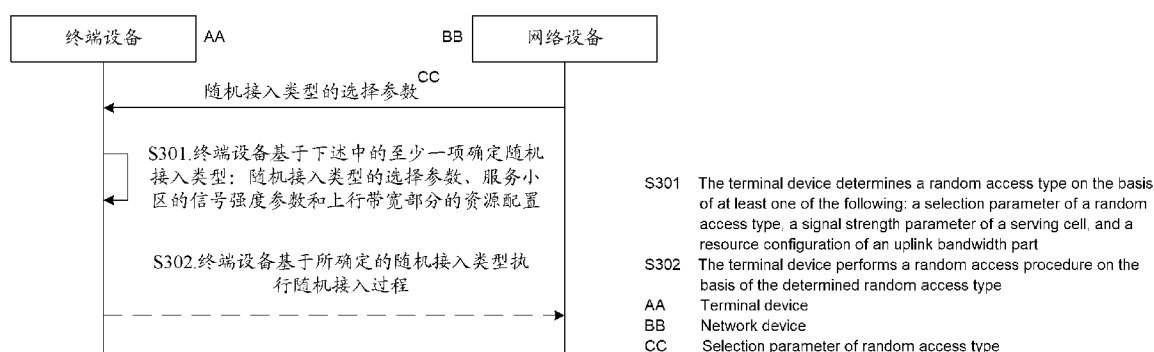 终端设备
AA
BB
网络设备
随机接入类型的选择参数
CC
S301.终端设备基于下述中的至少一项确定随机
接入类型：随机接入类型的选择参数、服务小
区的信号强度参数和上行带宽部分的资源配置
S302.终端设备基于所确定的随机接入类型执
行随机接入过程
S301 The terminal device determines a random access type on the basis
of at least one of the following: a selection parameter of a random
access type, a signal strength parameter of a serving cell, and a
resource configuration of an uplink bandwidth part
S302 The terminal device performs a random access procedure on the
basis of the determined random access type
AA Terminal device
BB Network device
CC Selection parameter of random access type